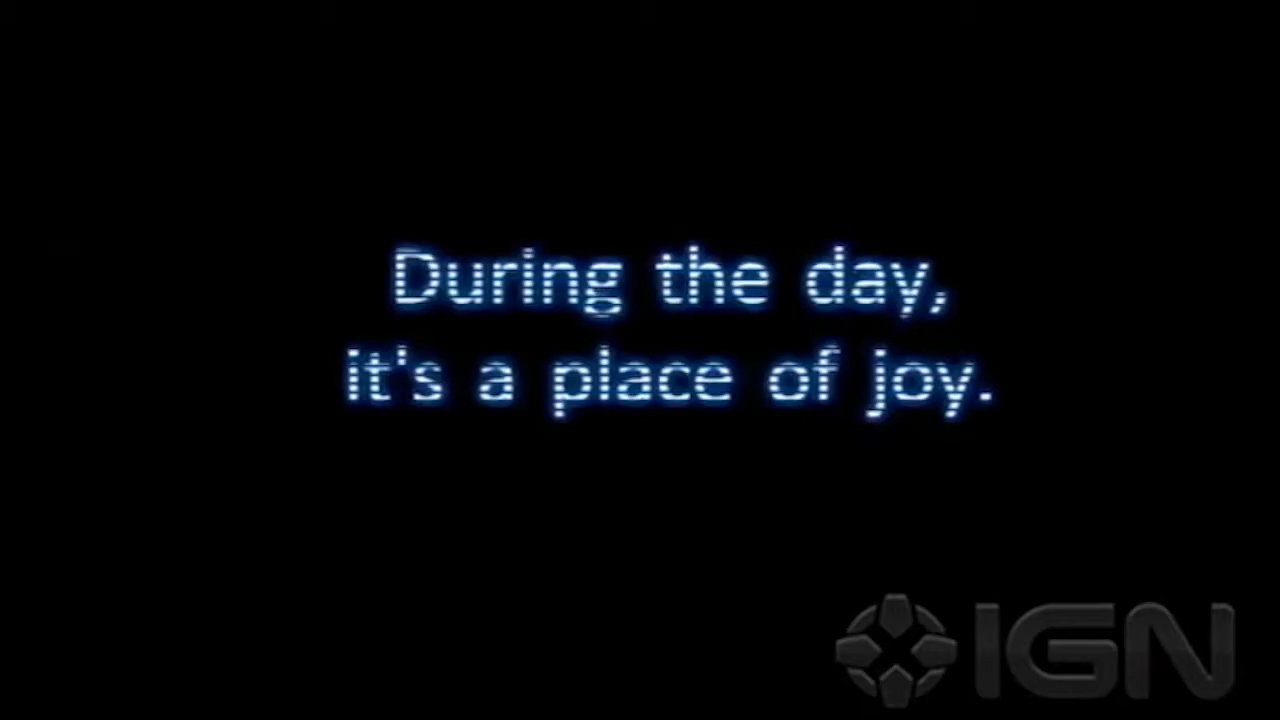 During the day,
it's a place of joy.
IGN